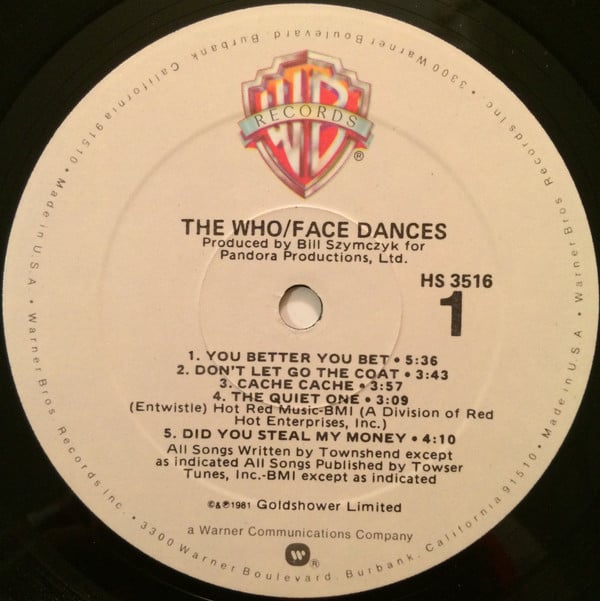 WB
RECORDS
®
THE WHO/FACE DANCES
Produced by Bill Szymczyk for
Pandora Productions, Ltd.
HS 3516
1
1. YOU BETTER YOU BET • 5:36
2. DON'T LET GO THE COAT • 3:43
3. CACHE CACHE • 3:57
4. THE QUIET ONE • 3:09
(Entwistle) Hot Red Music-BMI (A Division of Red
Hot Enterprises, Inc.)
5. DID YOU STEAL MY MONEY • 4:10
All Songs Written by Townshend except
as indicated All Songs Published by Towser
Tunes, Inc.-BMI except as indicated
©&℗1981 Goldshower Limited
a Warner Communications Company
W®
Warner Bros Records Inc. • 3300 Warner Boulevard, Burbank, California 91510 • Made in U.S.A. • Warner Bros Records Inc. • 3300 Warner Boulevard, Burbank, California 91510 • Made in U.S.A. •